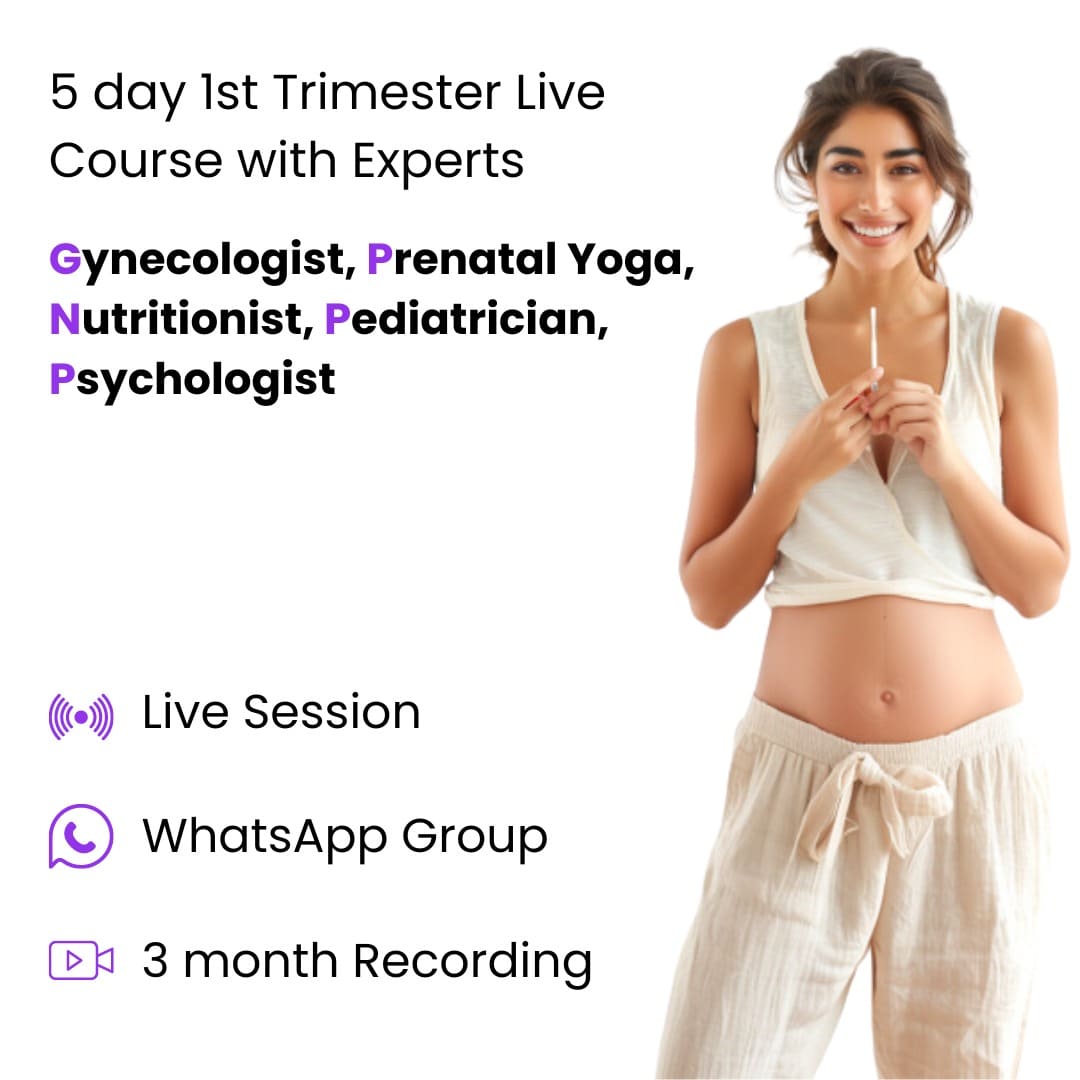 5 day 1st Trimester Live
Course with Experts
Gynecologist, Prenatal Yoga,
Nutritionist, Pediatrician,
Psychologist
Live Session
WhatsApp Group
3 month Recording